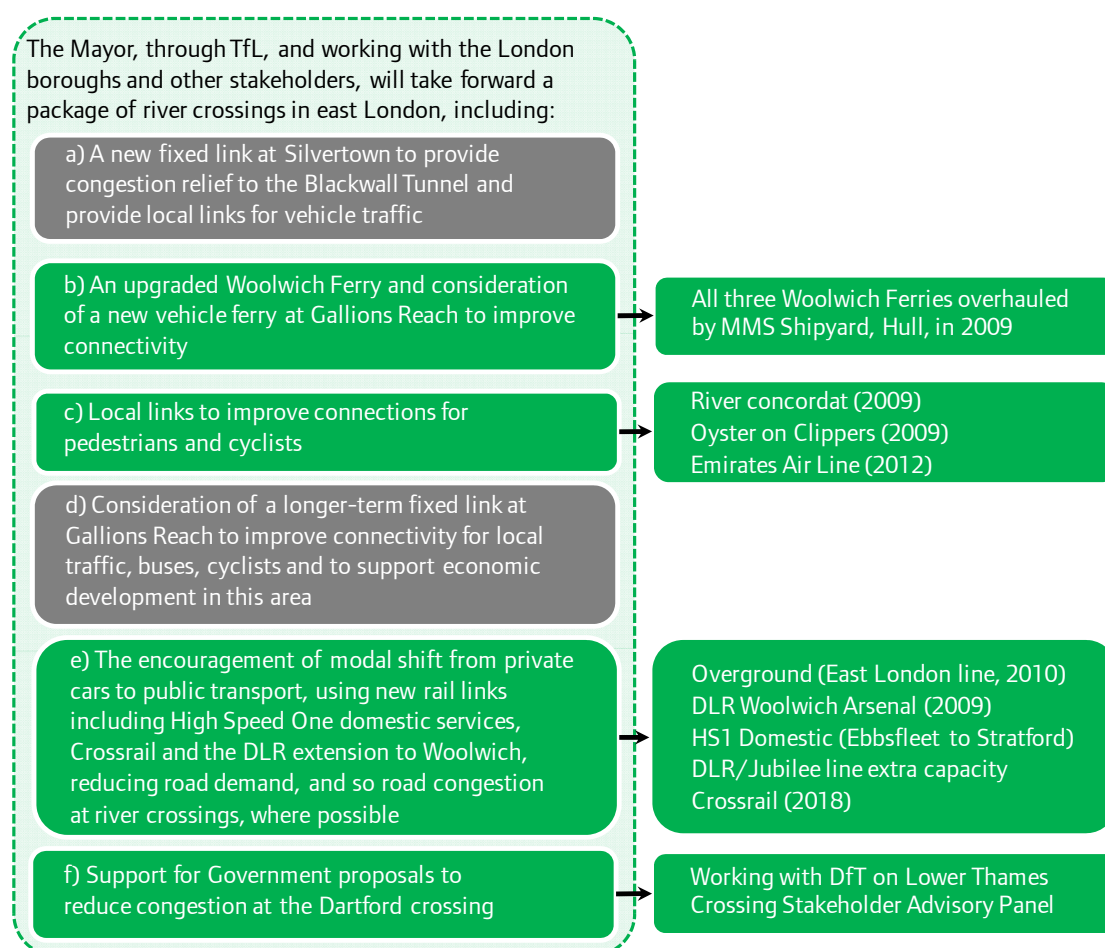 The Mayor, through TfL, and working with the London
boroughs and other stakeholders, will take forward a
package of river crossings in east London, including:
a) A new fixed link at Silvertown to provide
congestion relief to the Blackwall Tunnel and
provide local links for vehicle traffic
b) An upgraded Woolwich Ferry and consideration
of a new vehicle ferry at Gallions Reach to improve
connectivity
All three Woolwich Ferries overhauled
by MMS Shipyard, Hull, in 2009
c) Local links to improve connections for
pedestrians and cyclists
River concordat (2009)
Oyster on Clippers (2009)
Emirates Air Line (2012)
d) Consideration of a longer-term fixed link at
Gallions Reach to improve connectivity for local
traffic, buses, cyclists and to support economic
development in this area
e) The encouragement of modal shift from private
cars to public transport, using new rail links
including High Speed One domestic services,
Crossrail and the DLR extension to Woolwich,
reducing road demand, and so road congestion
at river crossings, where possible
Overground (East London line, 2010)
DLR Woolwich Arsenal (2009)
HS1 Domestic (Ebbsfleet to Stratford)
DLR/Jubilee line extra capacity
Crossrail (2018)
f) Support for Government proposals to
reduce congestion at the Dartford crossing
Working with DfT on Lower Thames
Crossing Stakeholder Advisory Panel